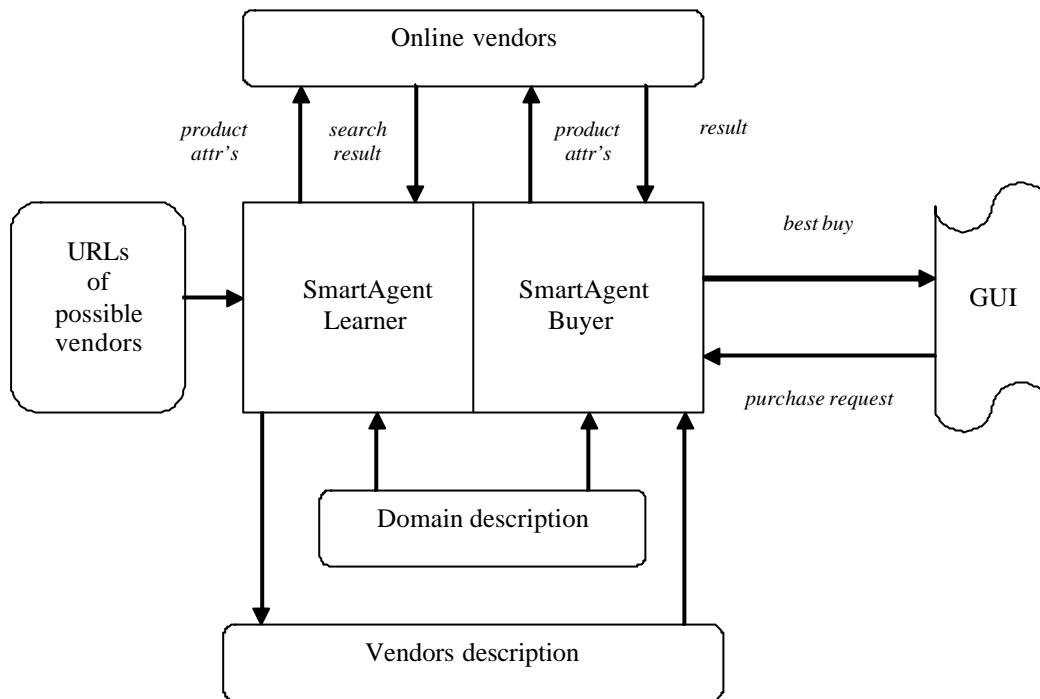 Online vendors
product
attr's
search
result
product
attr's
result
URLs
of
possible
vendors
SmartAgent
Learner
SmartAgent
Buyer
best buy
GUI
purchase request
Domain description
Vendors description